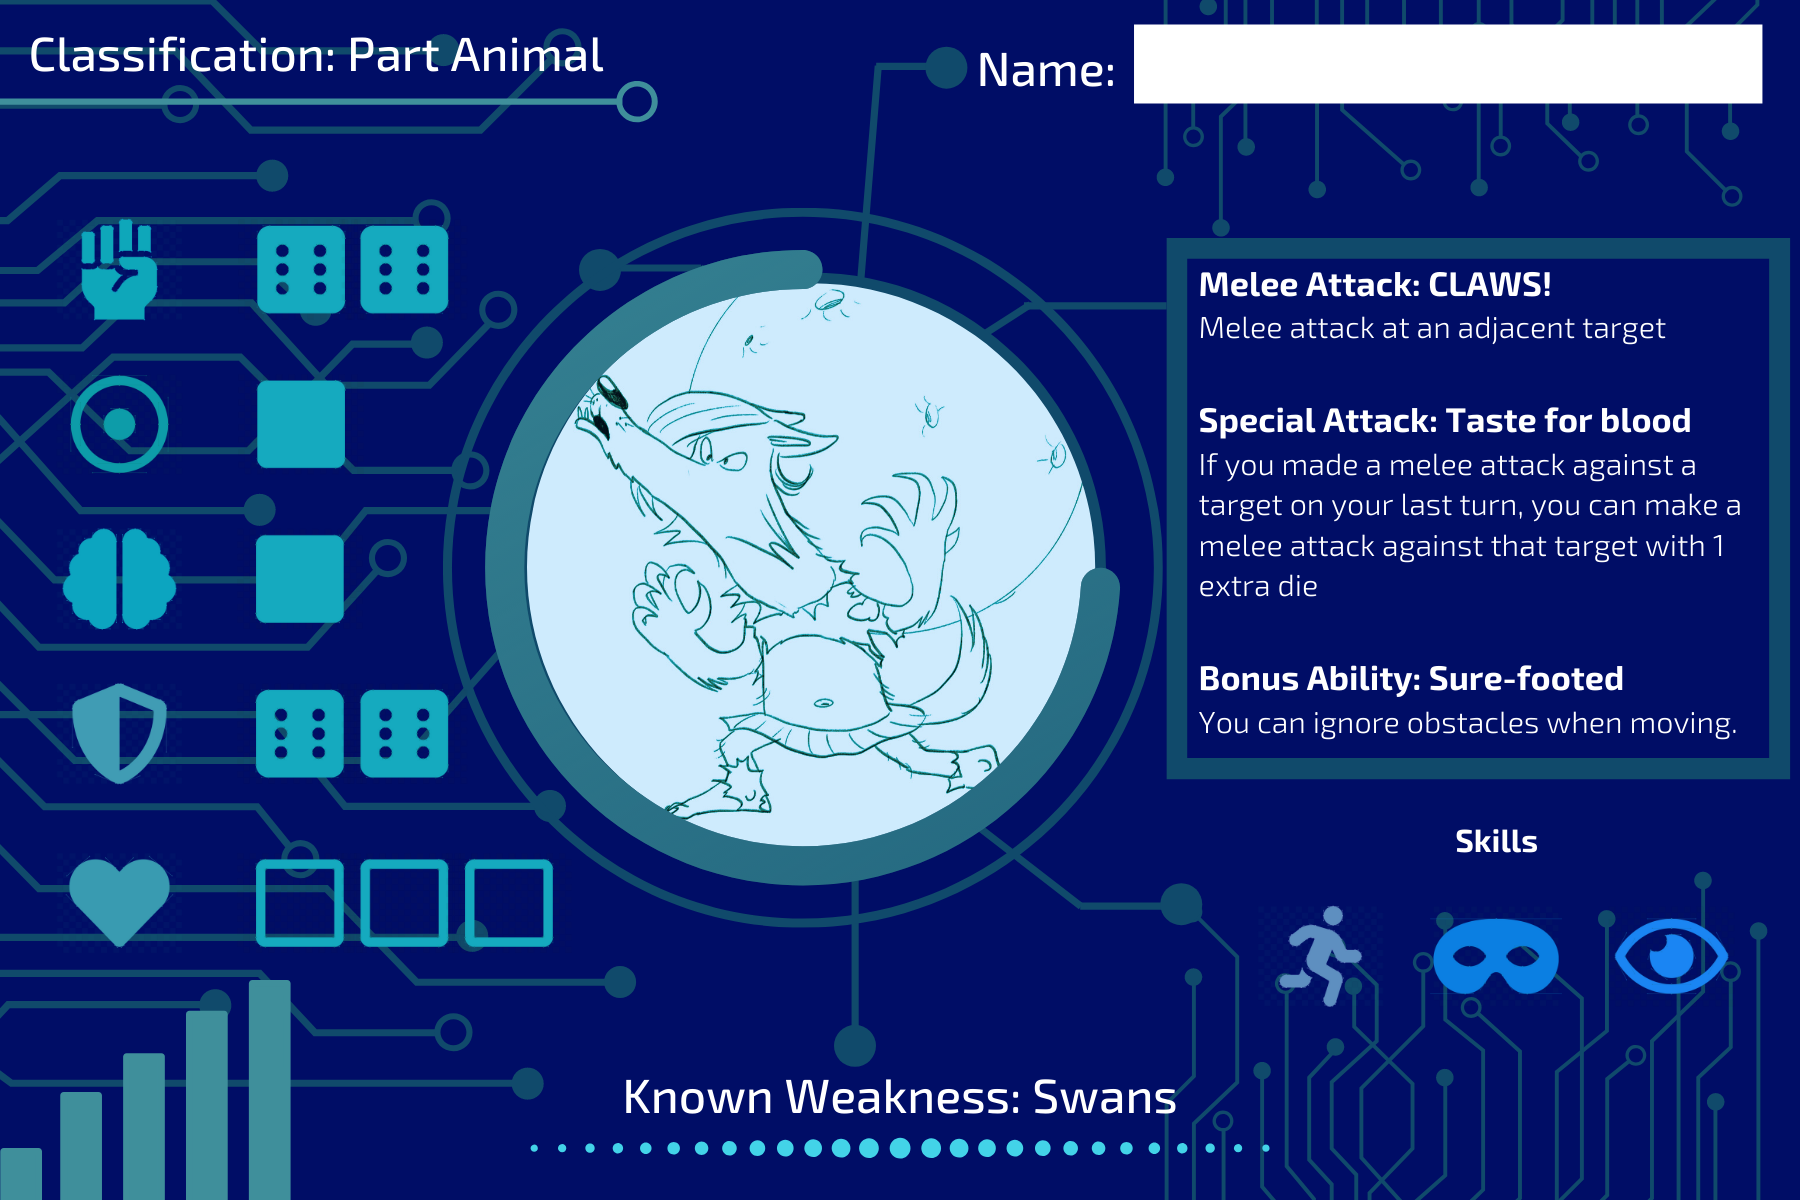 Classification: Part Animal
Name:
Melee Attack: CLAWS!
Melee attack at an adjacent target
Special Attack: Taste for blood
If you made a melee attack against a
target on your last turn, you can make a
melee attack against that target with 1
extra die
Bonus Ability: Sure-footed
You can ignore obstacles when moving.
Skills
Known Weakness: Swans